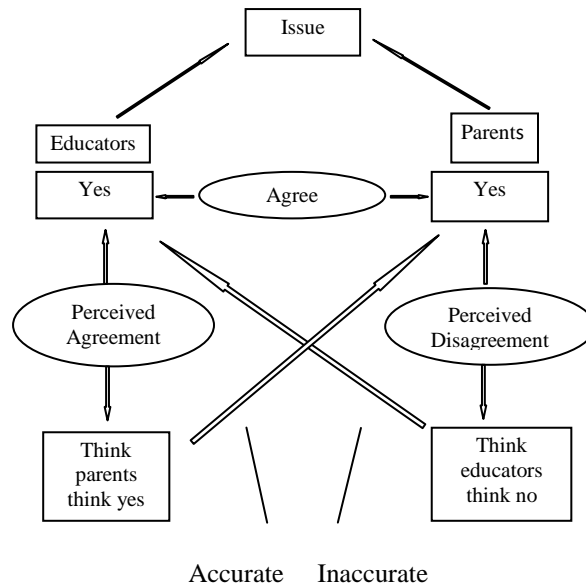 Issue
Educators
Parents
Yes
Agree
Yes
Perceived
Agreement
Perceived
Disagreement
Think
parents
think yes
Think
educators
think no
Accurate
Inaccurate